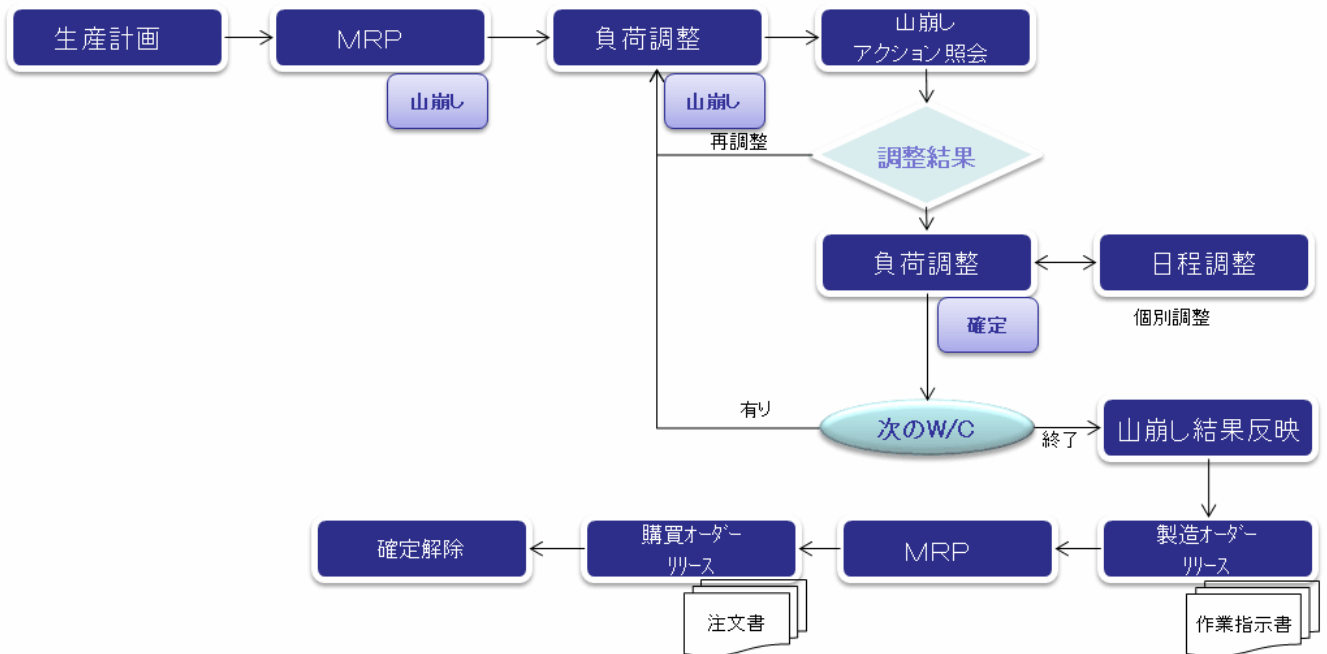 生産計画
MRP
負荷調整
山崩し
アクション照会
山崩し
山崩し
再調整
調整結果
負荷調整
日程調整
個別調整
確定
有り
次のW/C
終了
山崩し結果反映
確定解除
購買オーダー
リリース
MRP
製造オーダー
リリース
注文書
作業指示書